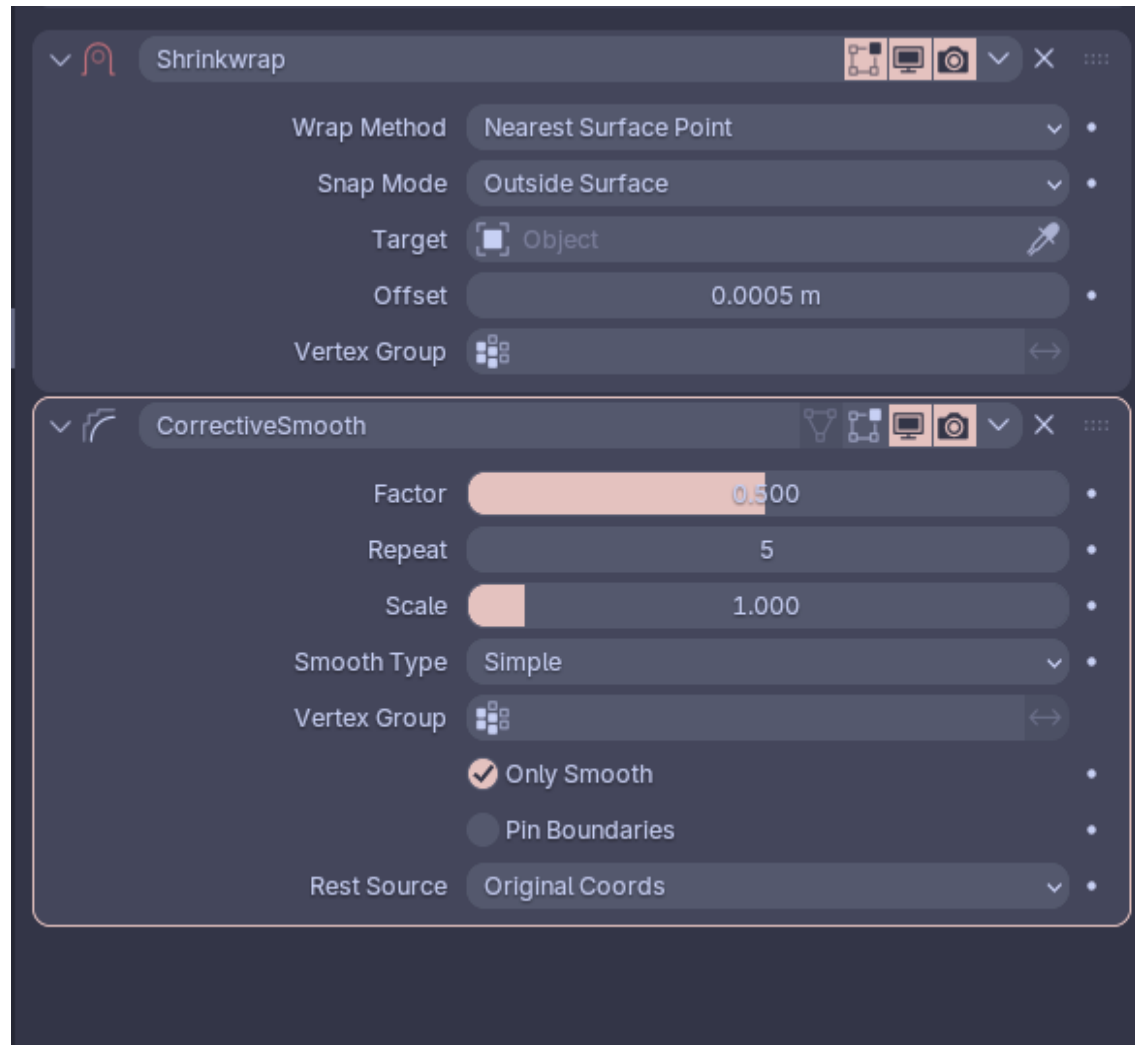 Shrinkwrap
Wrap Method Nearest Surface Point
Snap Mode Outside Surface
Target Object
Offset 0.0005 m
Vertex Group
CorrectiveSmooth
Factor 0.500
Repeat 5
Scale 1.000
Smooth Type Simple
Vertex Group
Only Smooth
Pin Boundaries
Rest Source Original Coords